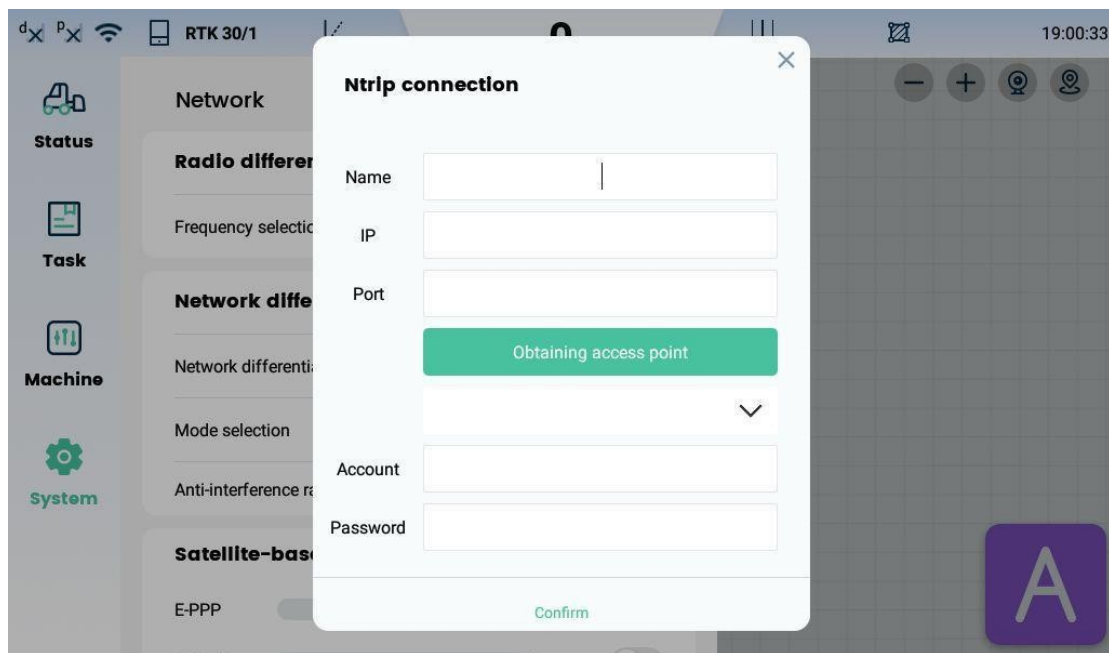 d p RTK 30/1 19:00:33
Ntrip connection
Status
Network
Radio differen
Name
Frequency selectio
IP
Task
Port
Network diffe
Obtaining access point
Network differentia
Machine
Mode selection
Account
Anti-interference ra
System
Password
Satellite-bas
E-PPP
Confirm
A